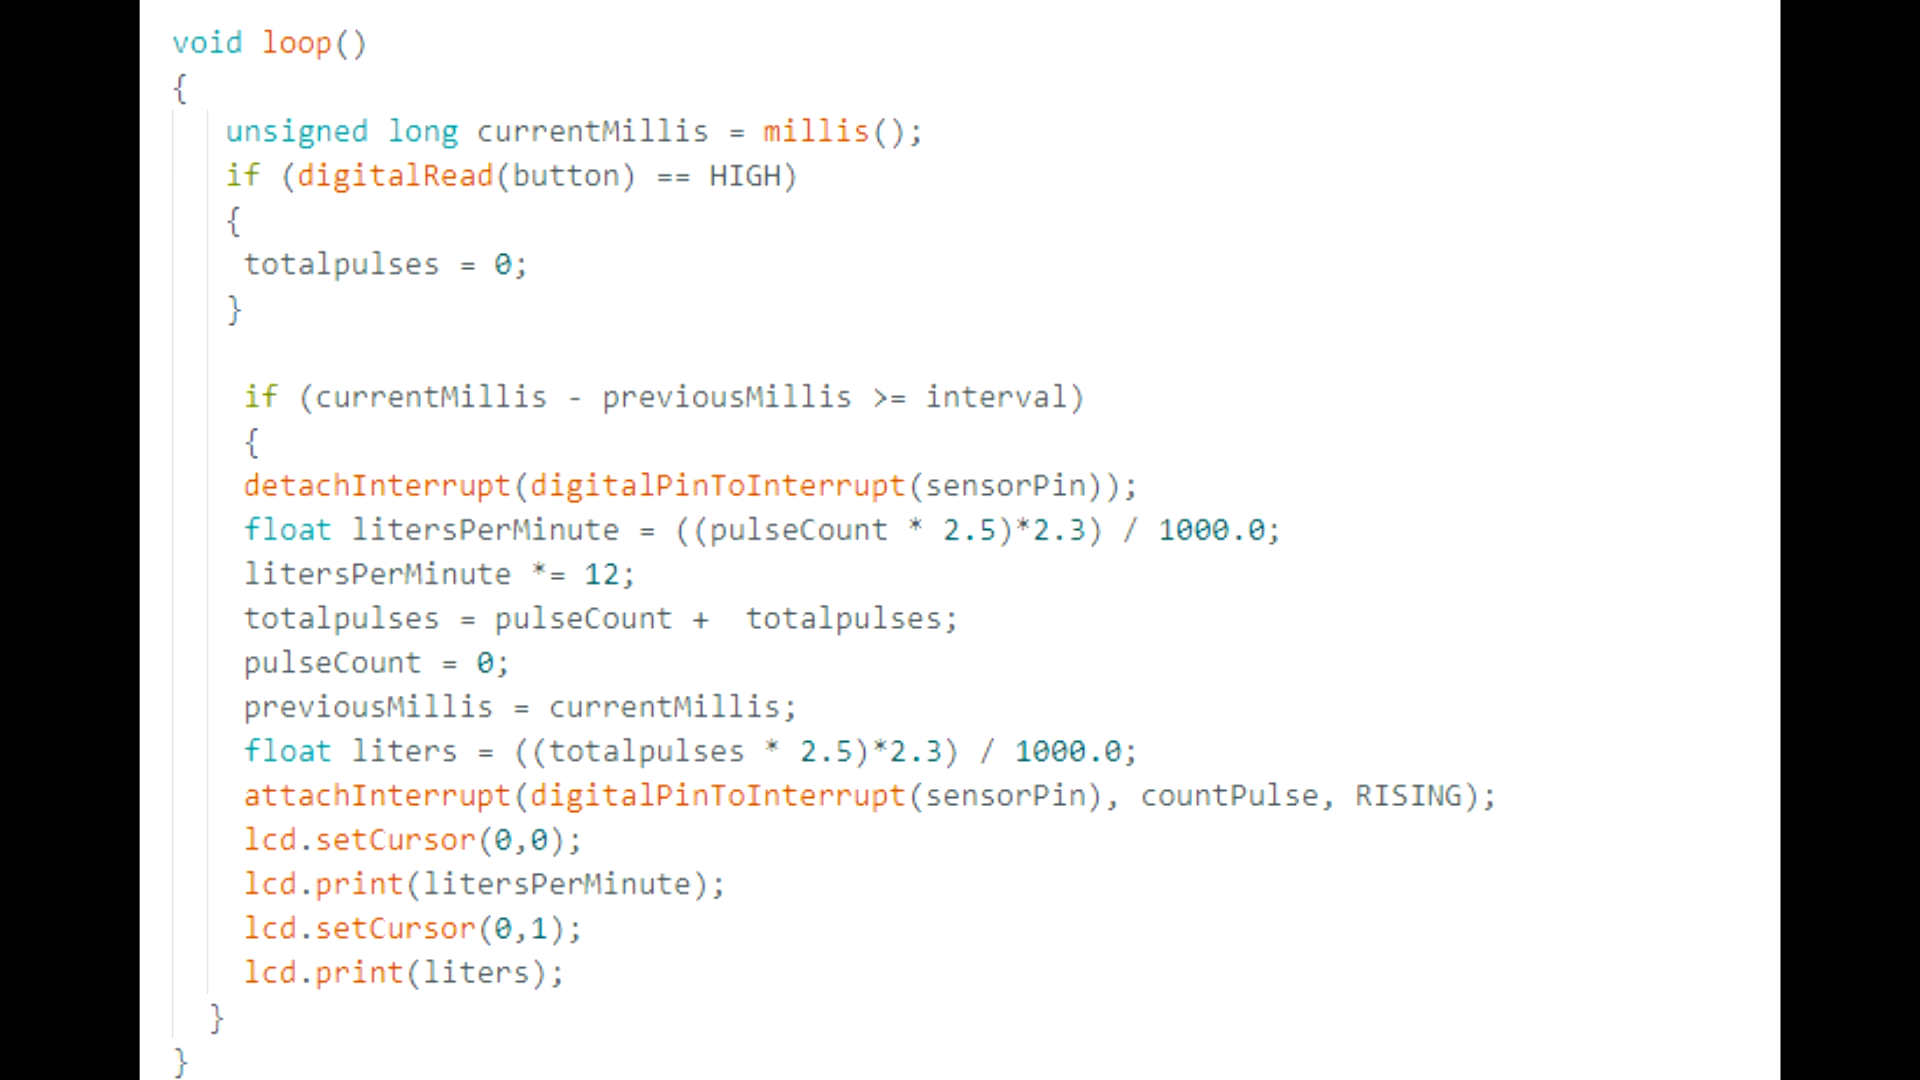 void loop()
{
unsigned long currentMillis = millis();
if (digitalRead(button) == HIGH)
{
totalpulses = 0;
}
if (currentMillis - previousMillis >= interval)
{
detachInterrupt(digitalPinToInterrupt(sensorPin));
float litersPerMinute = ((pulseCount * 2.5)*2.3) / 1000.0;
litersPerMinute *= 12;
totalpulses = pulseCount +  totalpulses;
pulseCount = 0;
previousMillis = currentMillis;
float liters = ((totalpulses * 2.5)*2.3) / 1000.0;
attachInterrupt(digitalPinToInterrupt(sensorPin), countPulse, RISING);
lcd.setCursor(0,0);
lcd.print(litersPerMinute);
lcd.setCursor(0,1);
lcd.print(liters);
}
}